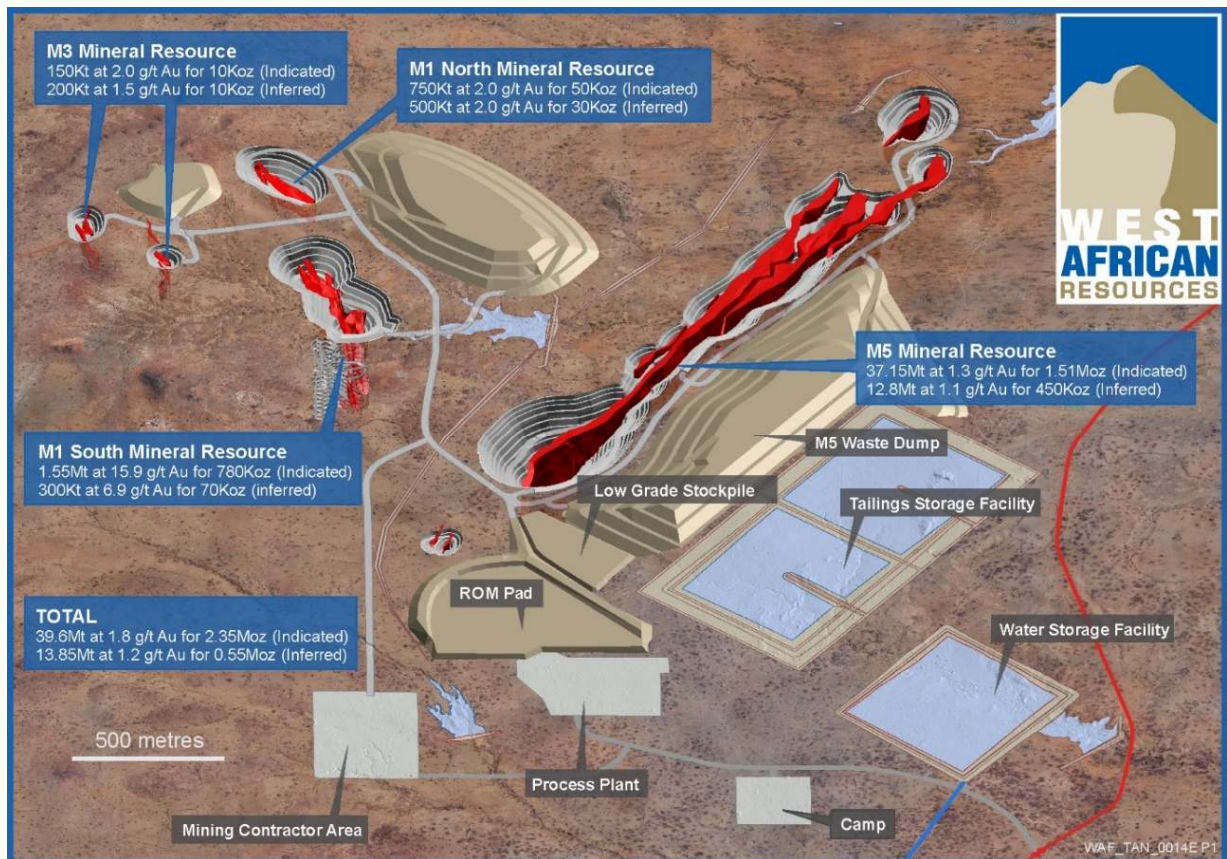 M3 Mineral Resource
150Kt at 2.0 g/t Au for 10Koz (Indicated)
200Kt at 1.5 g/t Au for 10Koz (Inferred)
M1 North Mineral Resource
750Kt at 2.0 g/t Au for 50Koz (Indicated)
500Kt at 2.0 g/t Au for 30Koz (Inferred)
WEST
AFRICAN
RESOURCES
M5 Mineral Resource
37.15Mt at 1.3 g/t Au for 1.51Moz (Indicated)
12.8Mt at 1.1 g/t Au for 450Koz (Inferred)
M1 South Mineral Resource
1.55Mt at 15.9 g/t Au for 780Koz (Indicated)
300Kt at 6.9 g/t Au for 70Koz (inferred)
M5 Waste Dump
Low Grade Stockpile
Tailings Storage Facility
ROM Pad
TOTAL
39.6Mt at 1.8 g/t Au for 2.35Moz (Indicated)
13.85Mt at 1.2 g/t Au for 0.55Moz (Inferred)
Water Storage Facility
500 metres
Process Plant
Mining Contractor Area
Camp
WAF_TAN_0014E P1